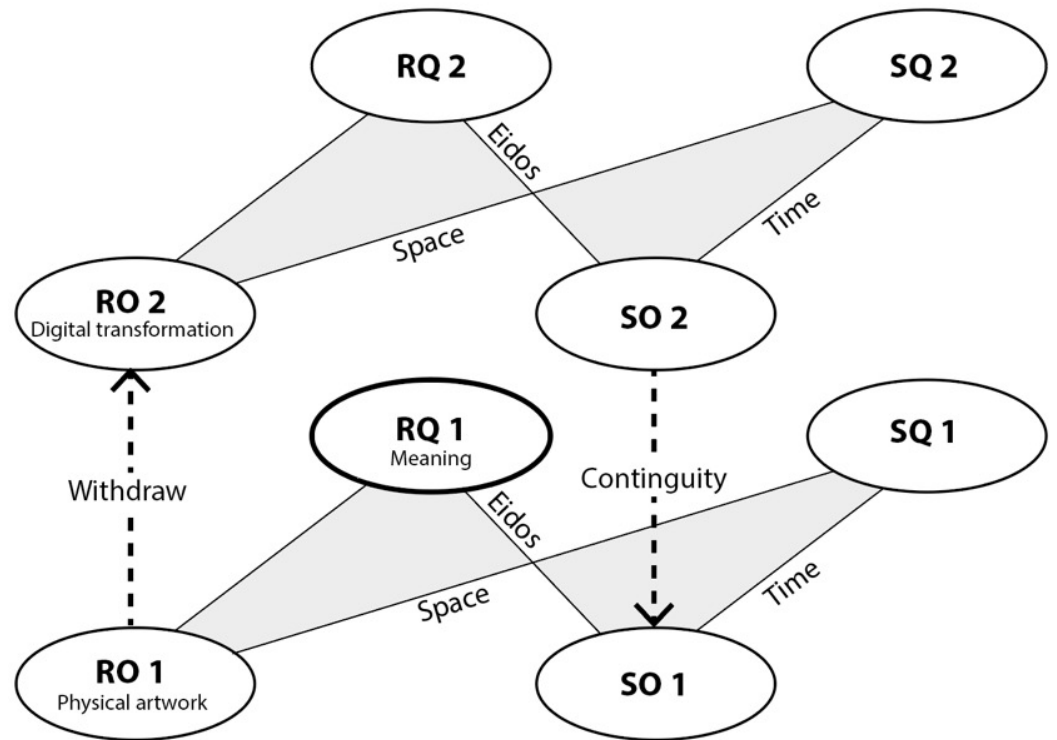 RQ 2
SQ 2
Eidos
Time
Space
RO 2
Digital transformation
SO 2
RQ 1
Meaning
SQ 1
Withdraw
Continguity
Eidos
Time
Space
RO 1
Physical artwork
SO 1